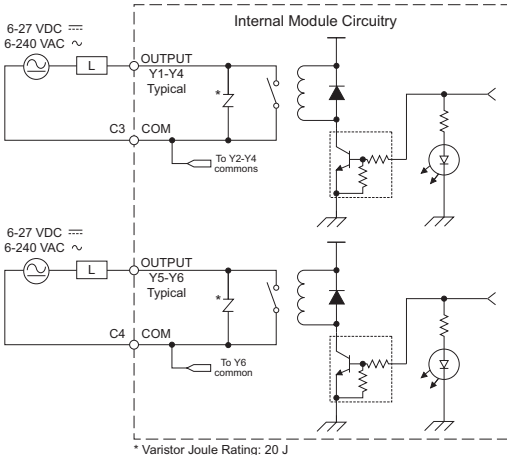 Internal Module Circuitry
6-27 VDC ⎓
6-240 VAC ∿
L
OUTPUT
Y1-Y4
Typical
*
C3
COM
To Y2-Y4
commons
6-27 VDC ⎓
6-240 VAC ∿
L
OUTPUT
Y5-Y6
Typical
*
C4
COM
To Y6
common
* Varistor Joule Rating: 20 J